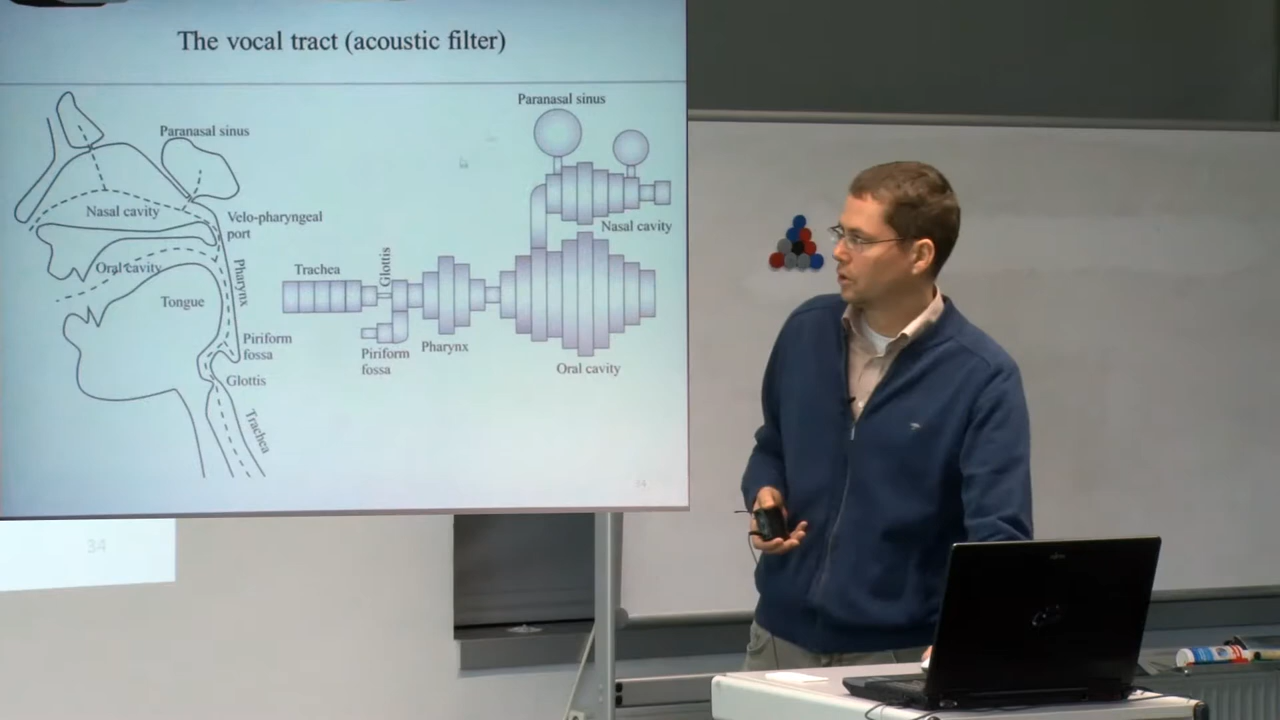 The vocal tract (acoustic filter)
Paranasal sinus
Nasal cavity
Velo-pharyngeal
port
Oral cavity
Pharynx
Tongue
Piriform
fossa
Glottis
Trachea
Paranasal sinus
Nasal cavity
Trachea
Glottis
Piriform
fossa
Pharynx
Oral cavity
34
34